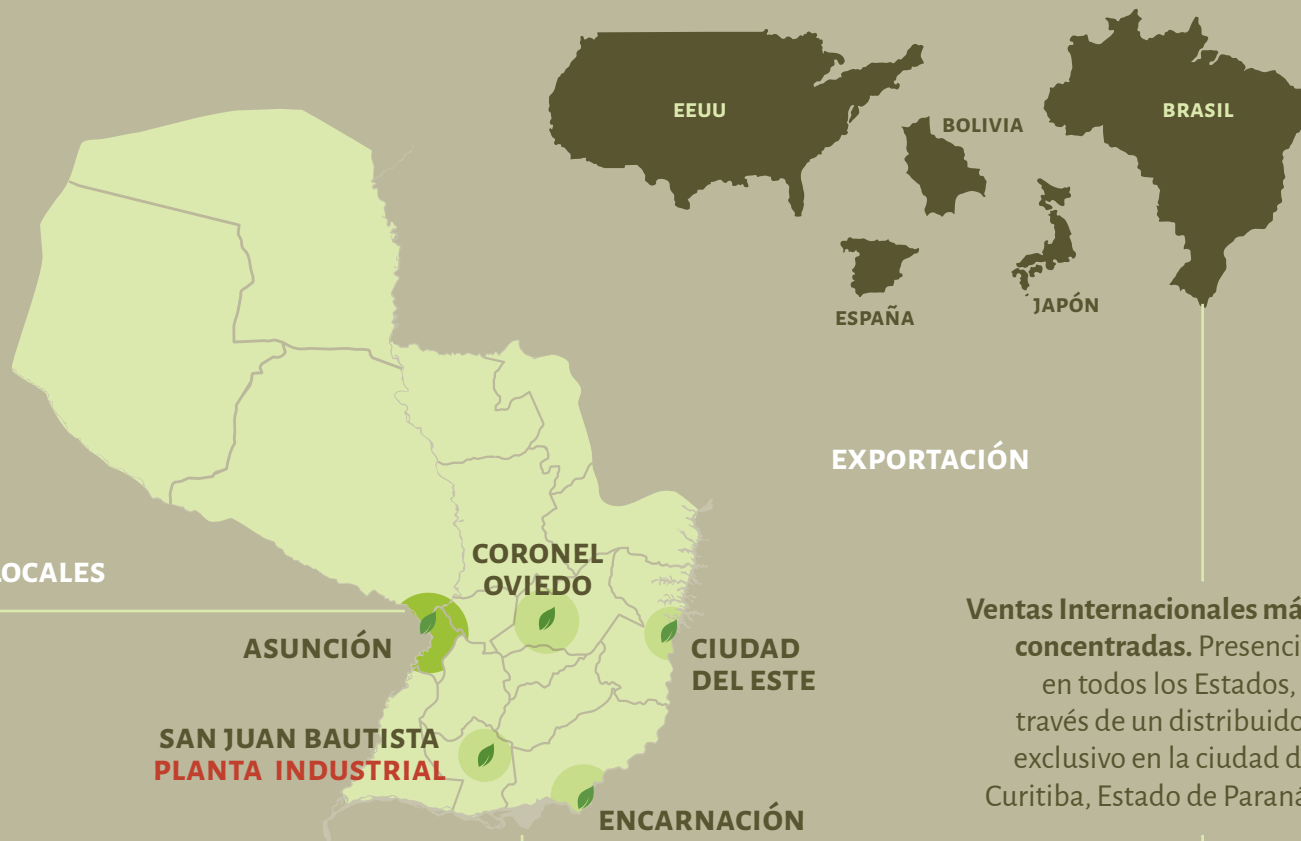 EEUU
BOLIVIA
BRASIL
ESPAÑA
JAPÓN
EXPORTACIÓN
LOCALES
CORONEL
OVIEDO
ASUNCIÓN
CIUDAD
DEL ESTE
SAN JUAN BAUTISTA
PLANTA INDUSTRIAL
ENCARNACIÓN
Ventas Internacionales má
concentradas. Presenci
en todos los Estados,
través de un distribuido
exclusivo en la ciudad d
Curitiba, Estado de Paraná